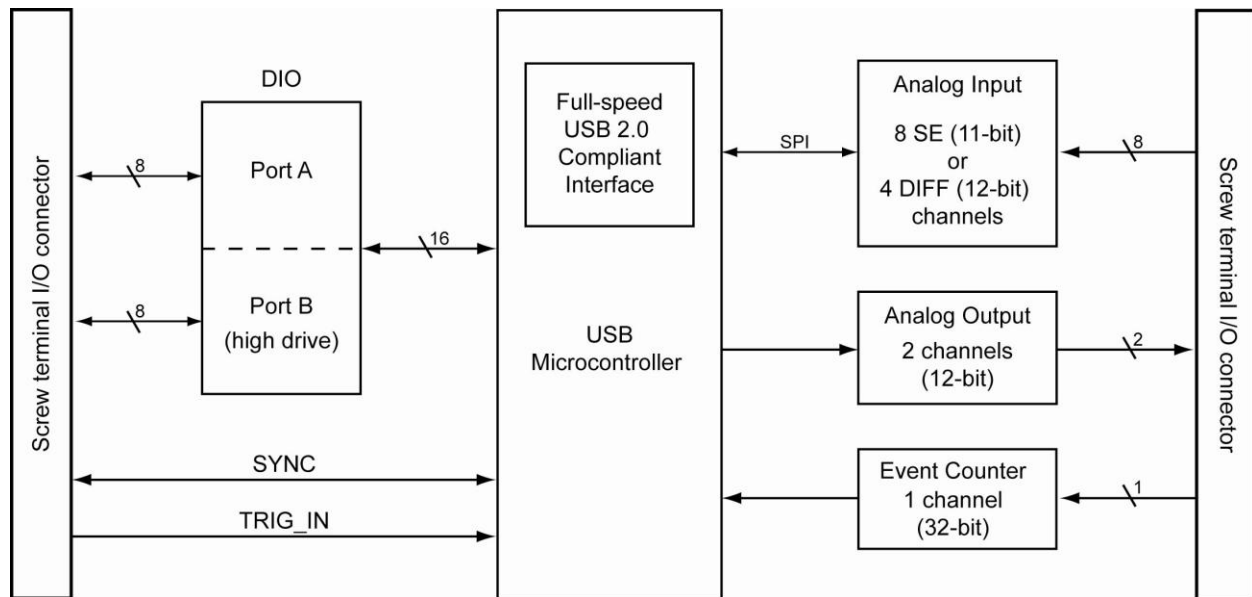 Screw terminal I/O connector
DIO
Port A
Port B
(high drive)
8
8
16
SYNC
TRIG_IN
Full-speed
USB 2.0
Compliant
Interface
USB
Microcontroller
SPI
Analog Input
8 SE (11-bit)
or
4 DIFF (12-bit)
channels
8
Analog Output
2 channels
(12-bit)
2
Event Counter
1 channel
(32-bit)
1
Screw terminal I/O connector